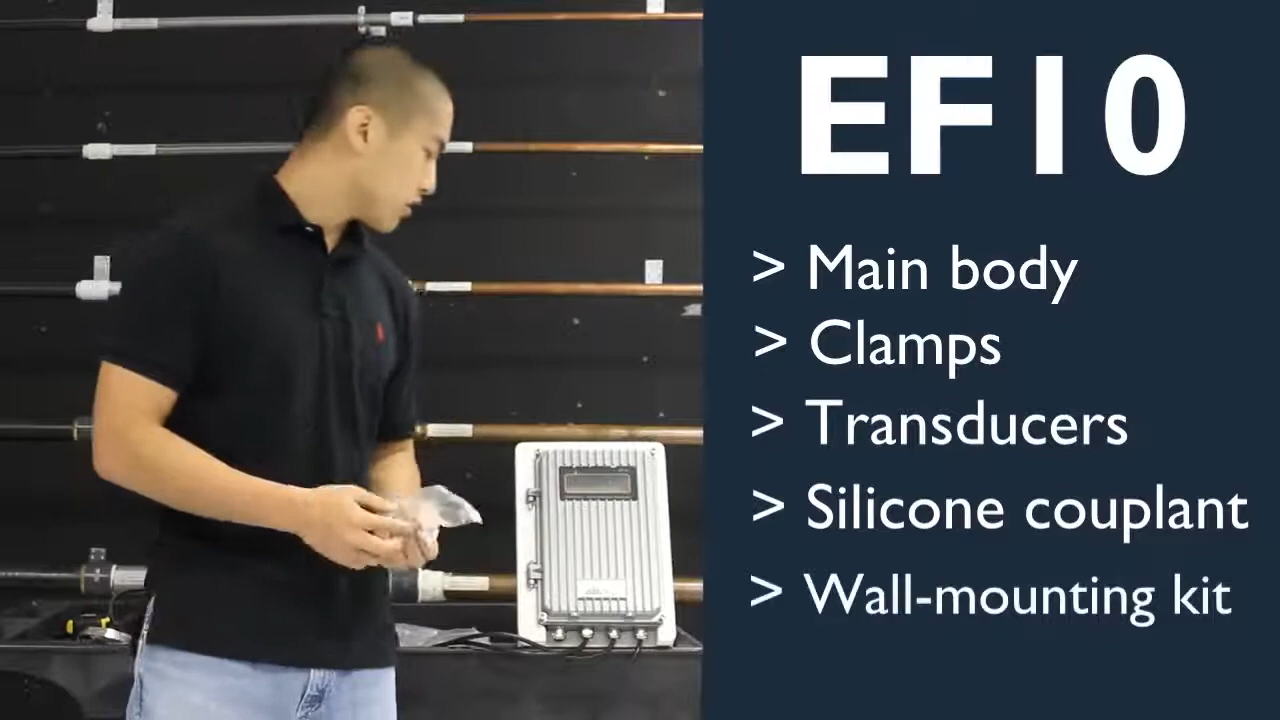 EF10
> Main body
> Clamps
> Transducers
> Silicone couplant
> Wall-mounting kit